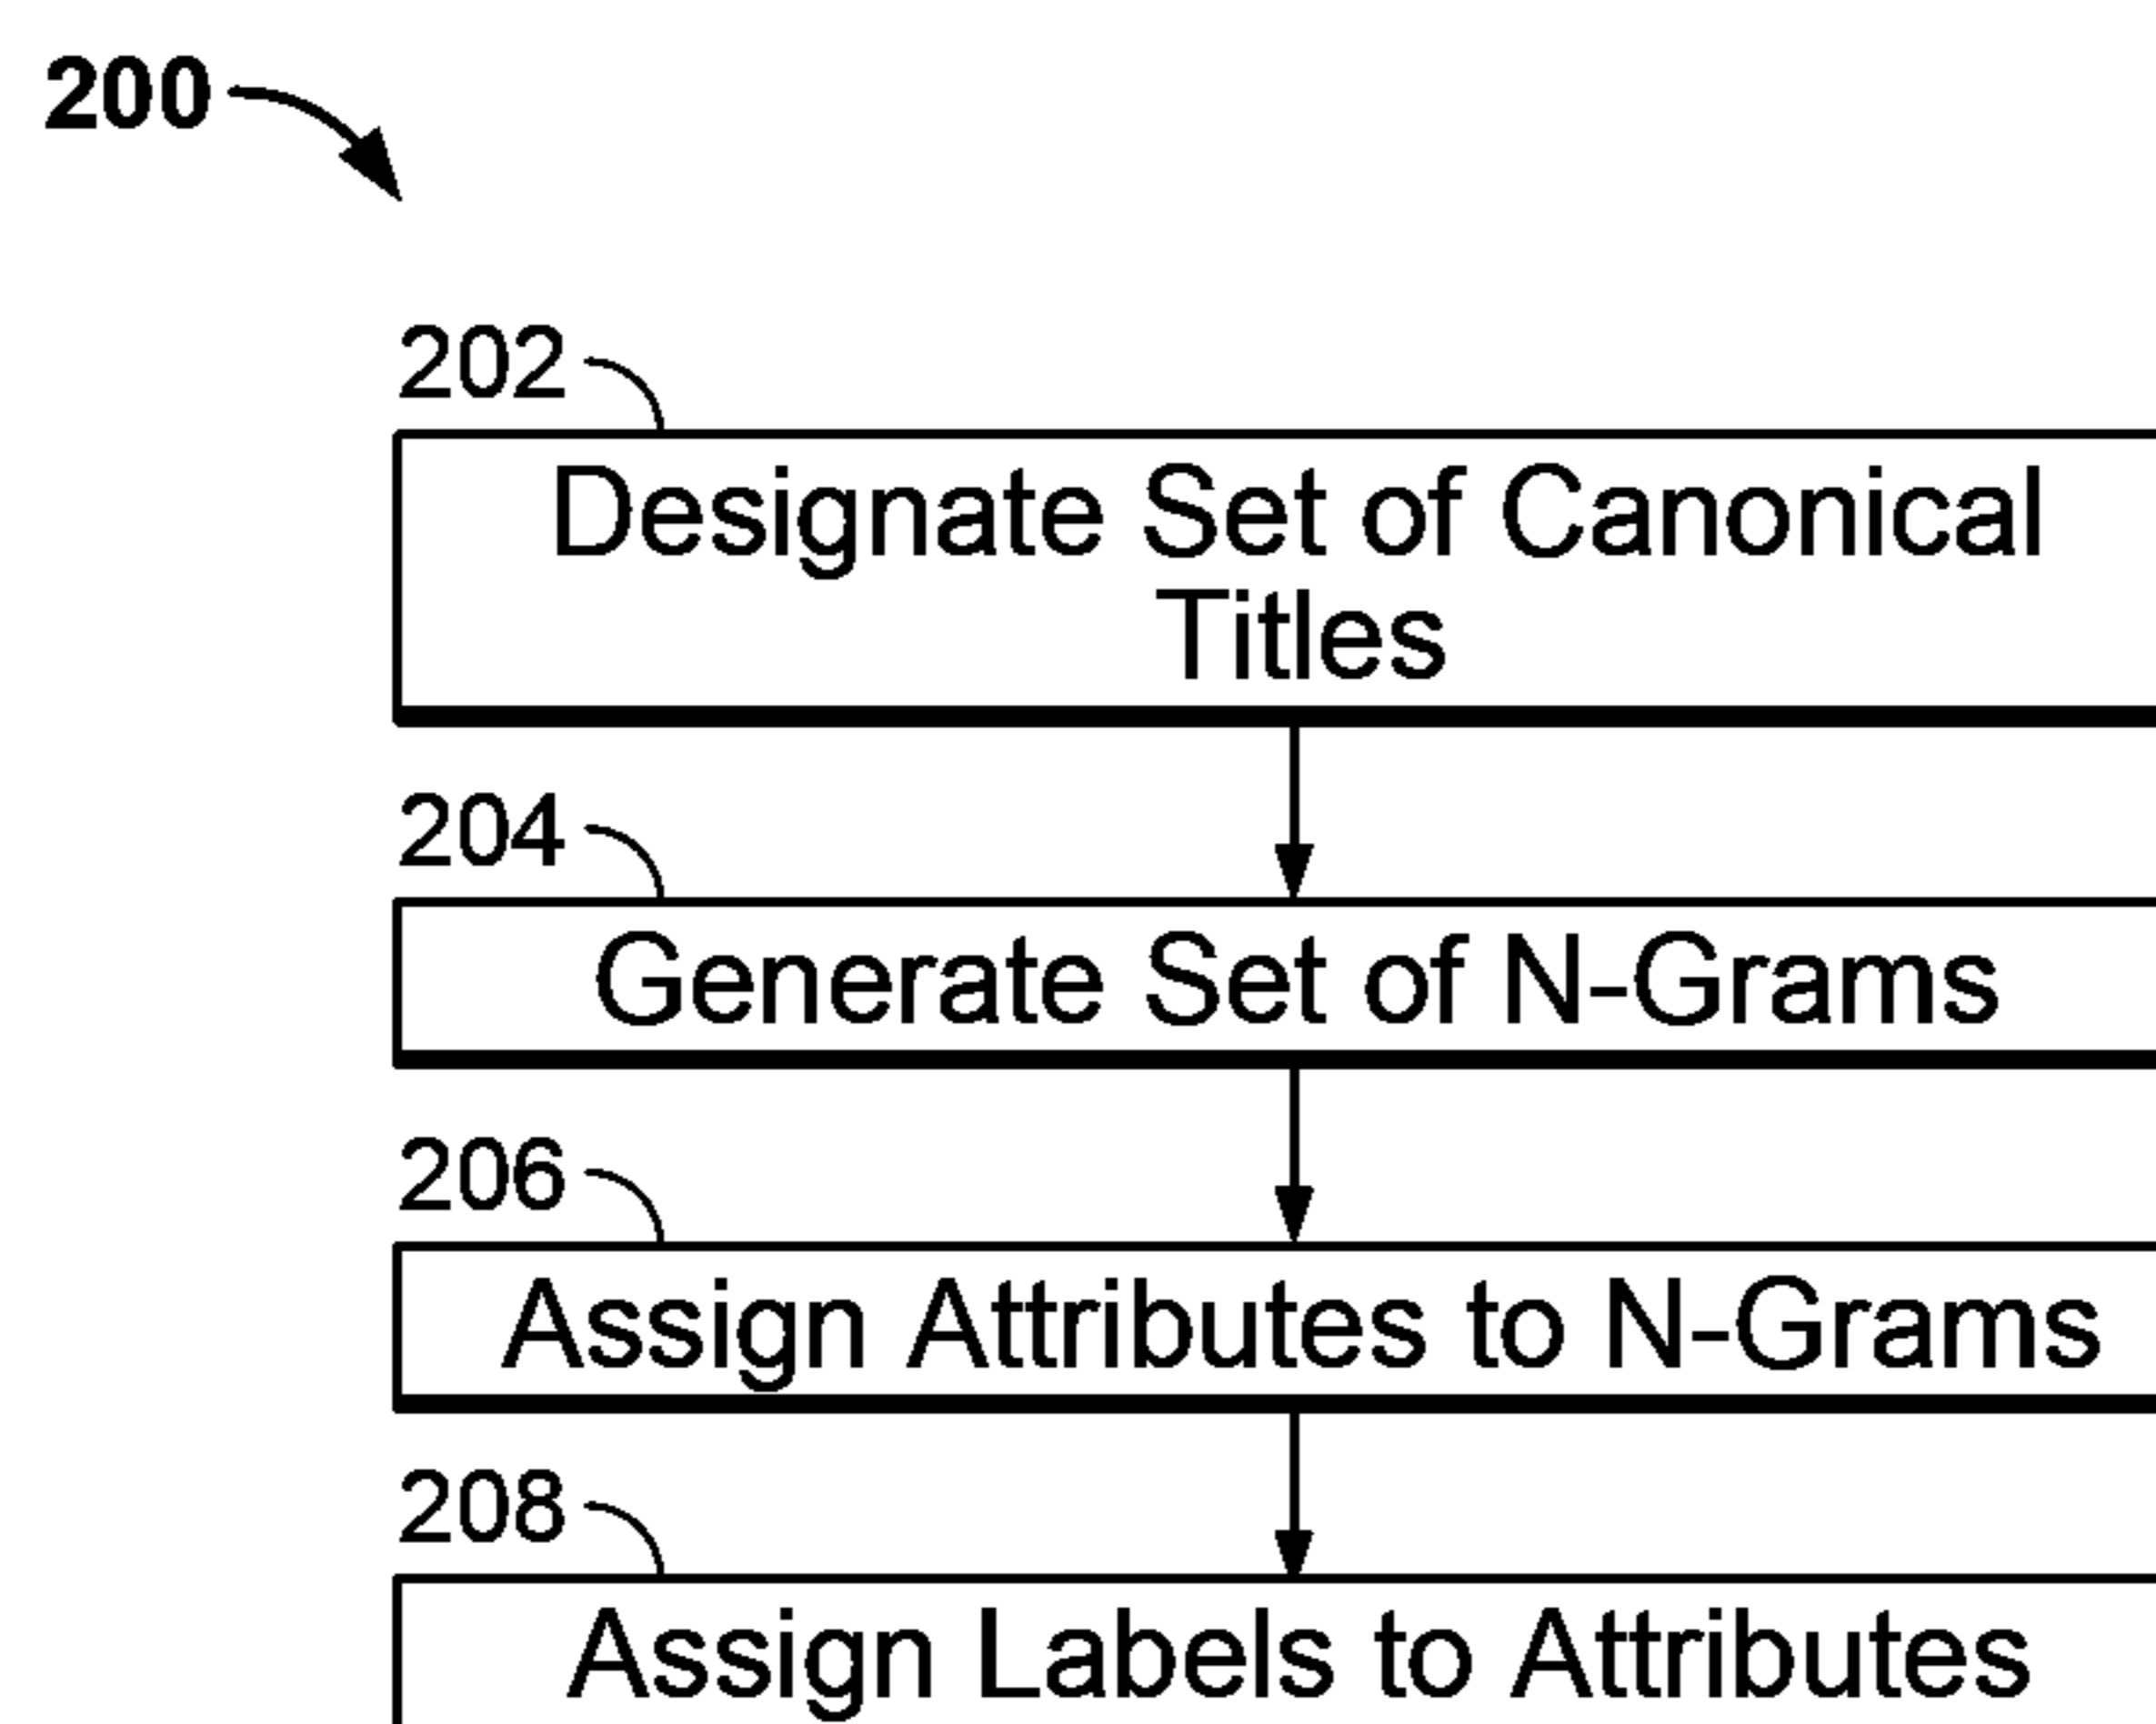 200
202
Designate Set of Canonical
Titles
204
Generate Set of N-Grams
206
Assign Attributes to N-Grams
208
Assign Labels to Attributes